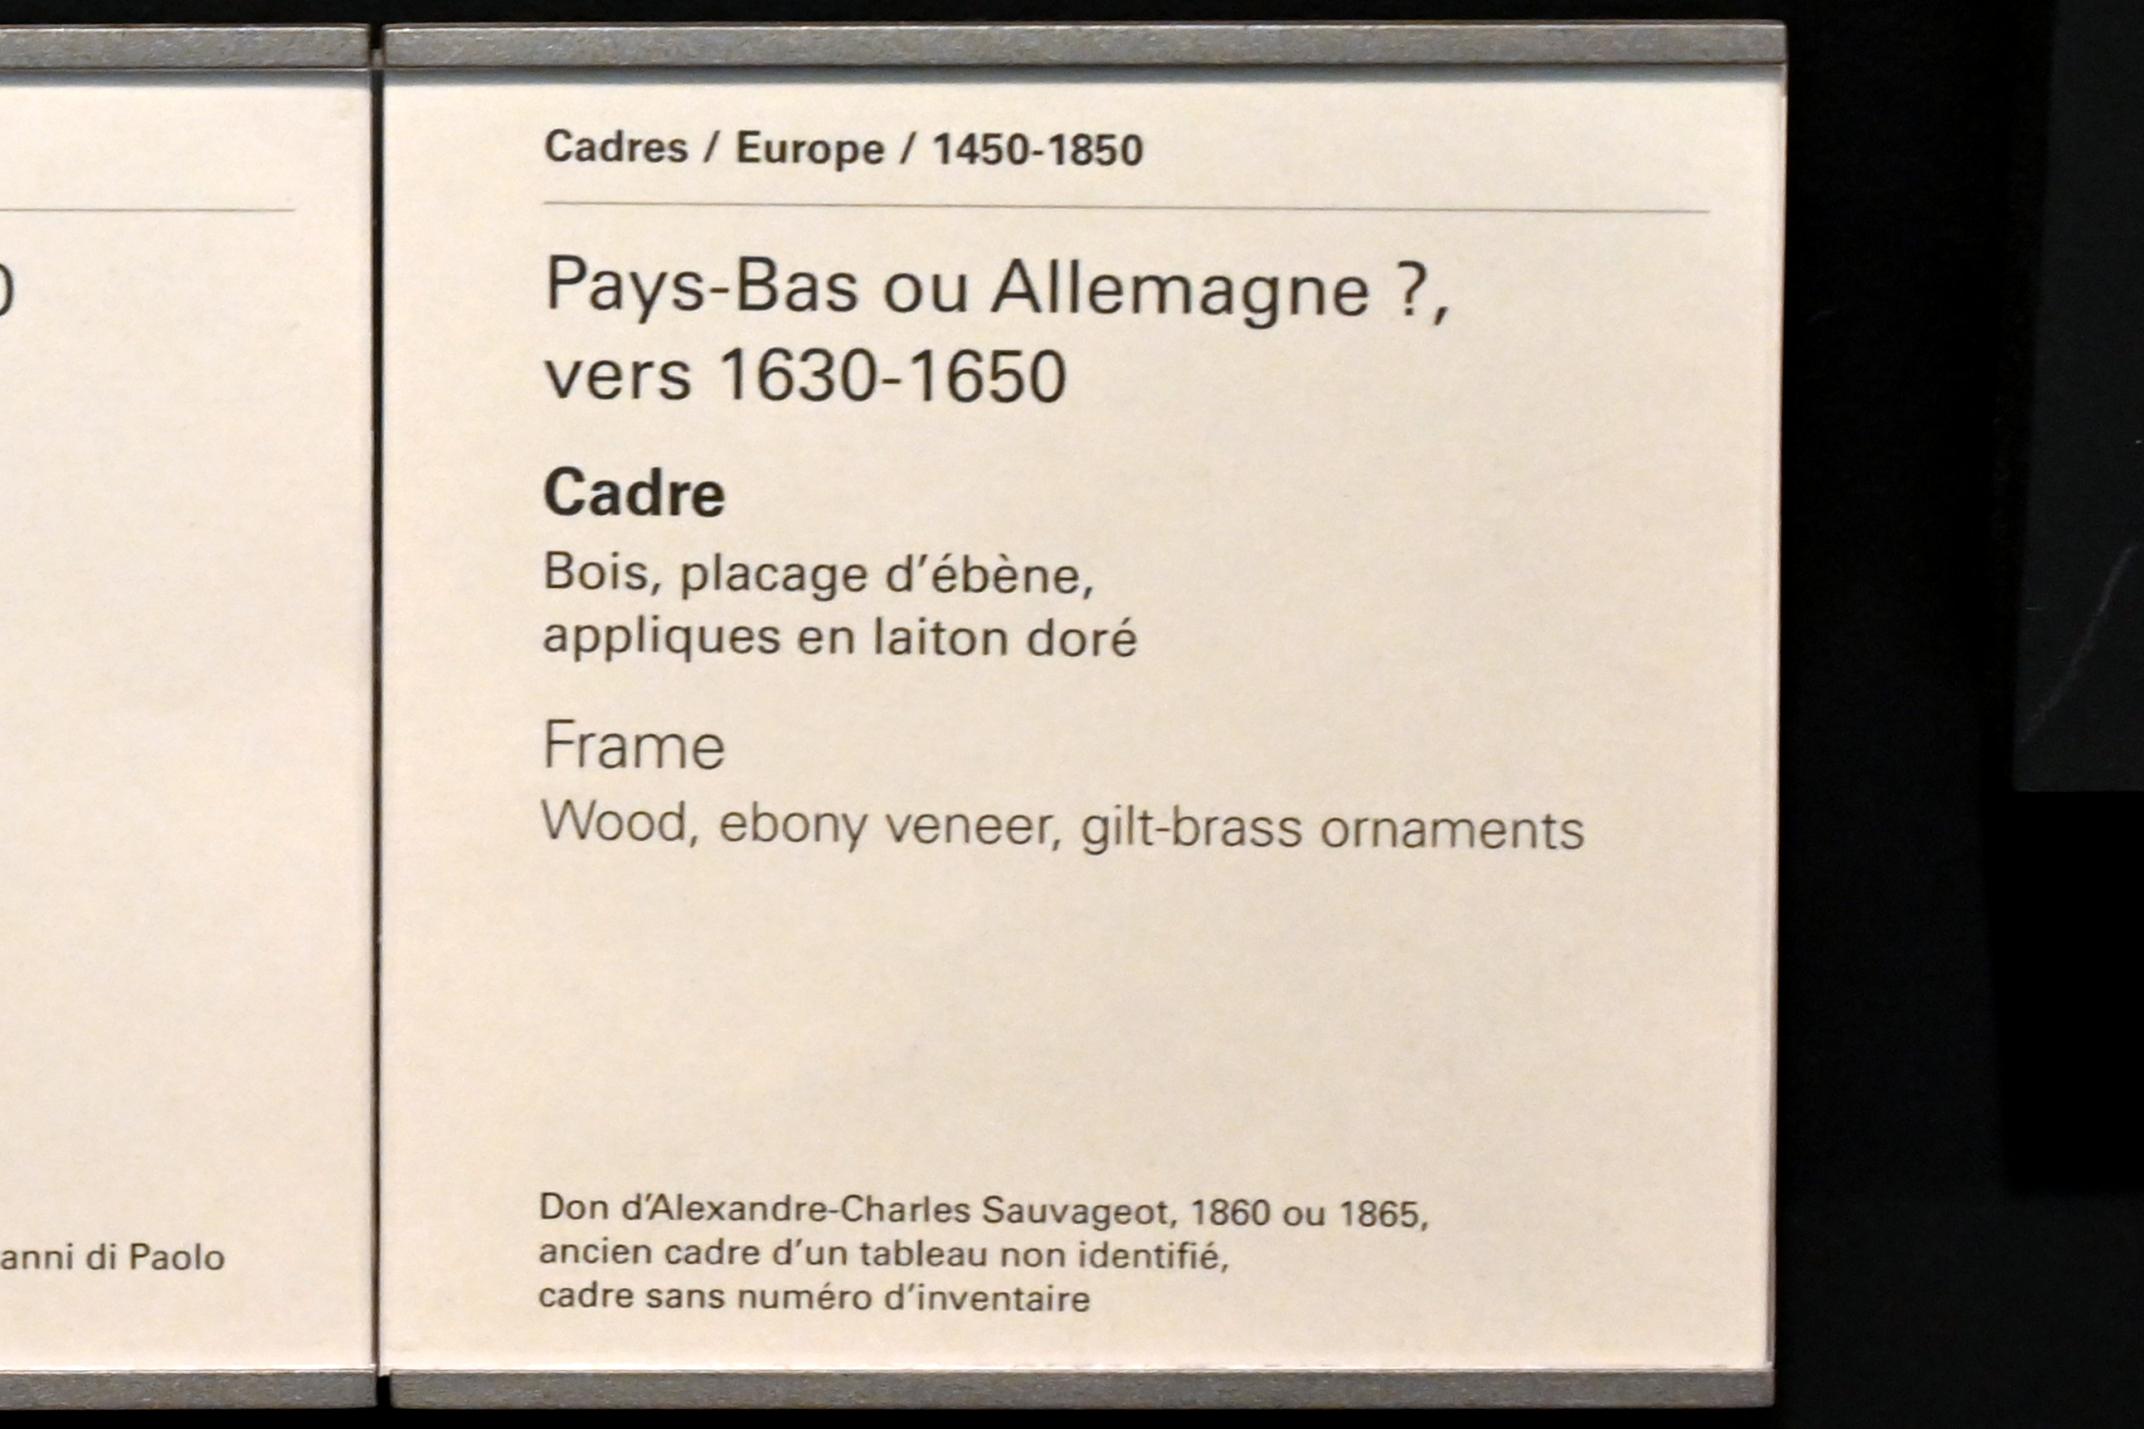 Cadres / Europe / 1450-1850
Pays-Bas ou Allemagne ?,
vers 1630-1650
Cadre
Bois, placage d’ébène,
appliques en laiton doré
Frame
Wood, ebony veneer, gilt-brass ornaments
Don d’Alexandre-Charles Sauvageot, 1860 ou 1865,
ancien cadre d’un tableau non identifié,
cadre sans numéro d’inventaire
anni di Paolo